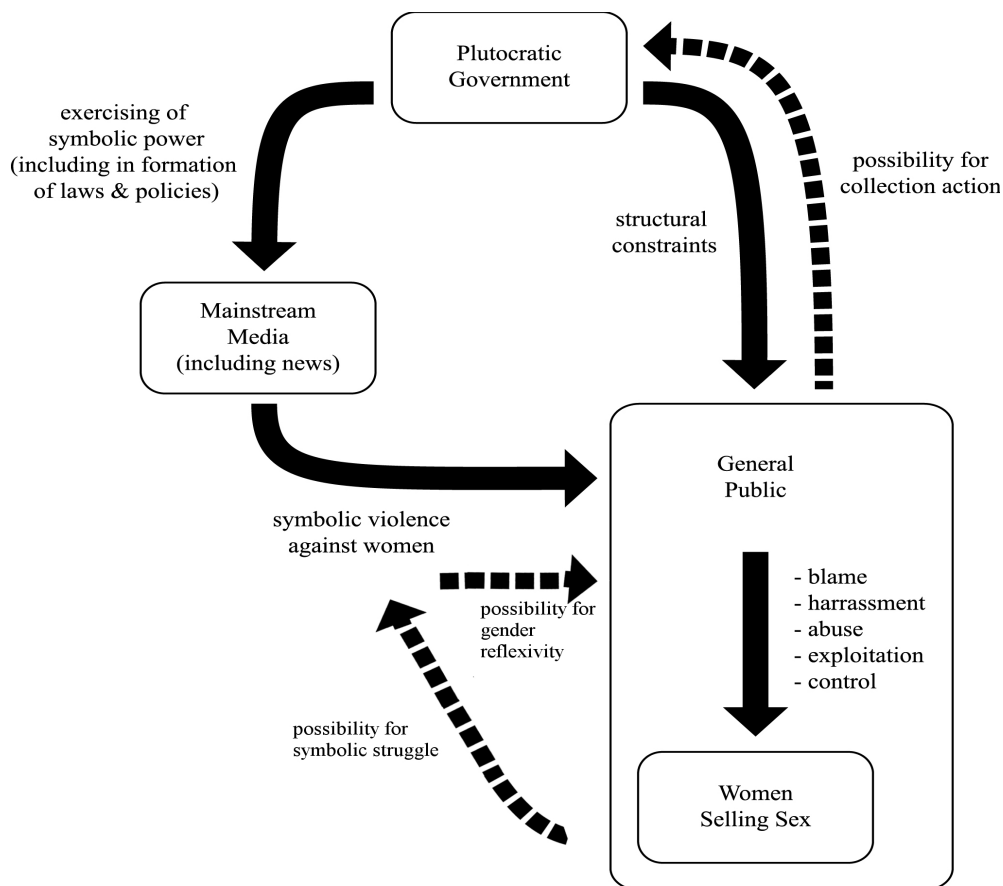 Plutocratic
Government
exercising of
symbolic power
(including in formation
of laws & policies)
possibility for
collection action
structural
constraints
Mainstream
Media
(including news)
General
Public
symbolic violence
against women
possibility for
gender
reflexivity
- blame
- harrassment
- abuse
- exploitation
- control
possibility for
symbolic struggle
Women
Selling Sex